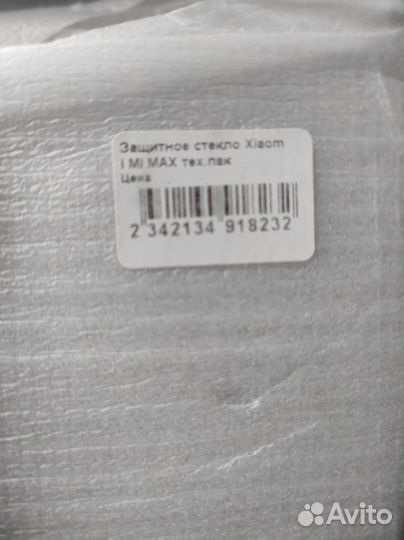 Защитное стекло Xiaom
i Mi MAX тех.пак
Цена
2 342134 918232
Avito